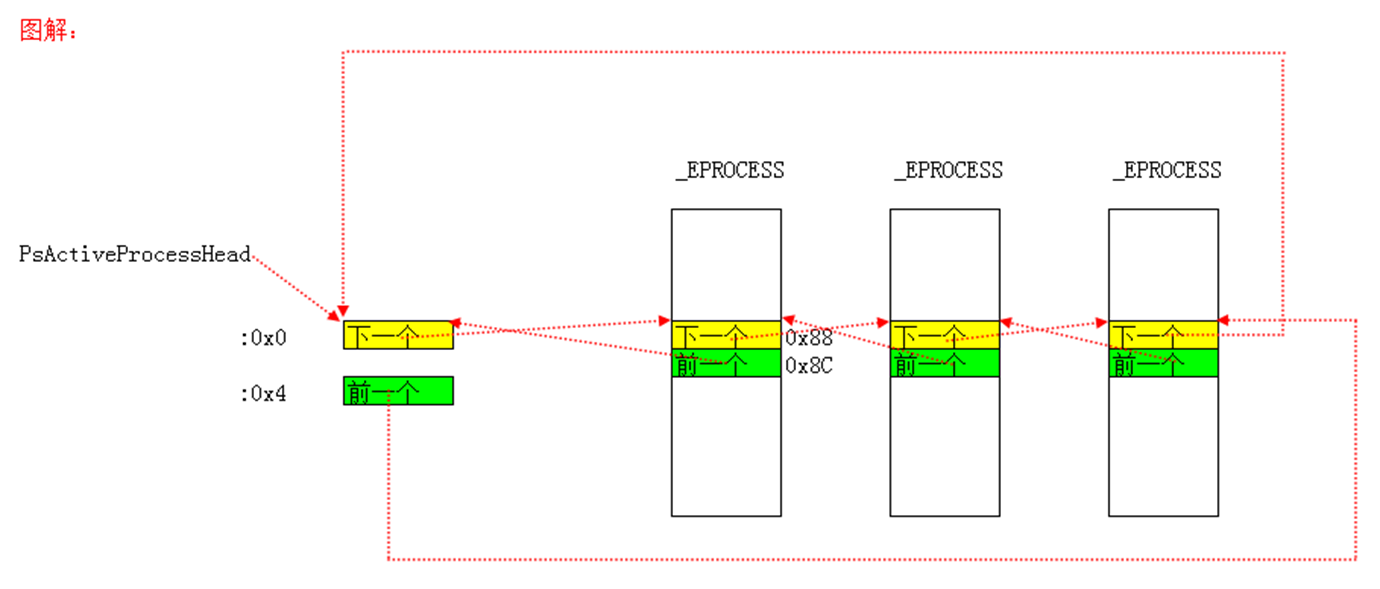 图解：
_EPROCESS _EPROCESS _EPROCESS
PsActiveProcessHead
:0x0 下一个 下一个 0x88 下一个 下一个
前一个 0x8C 前一个 前一个
:0x4 前一个